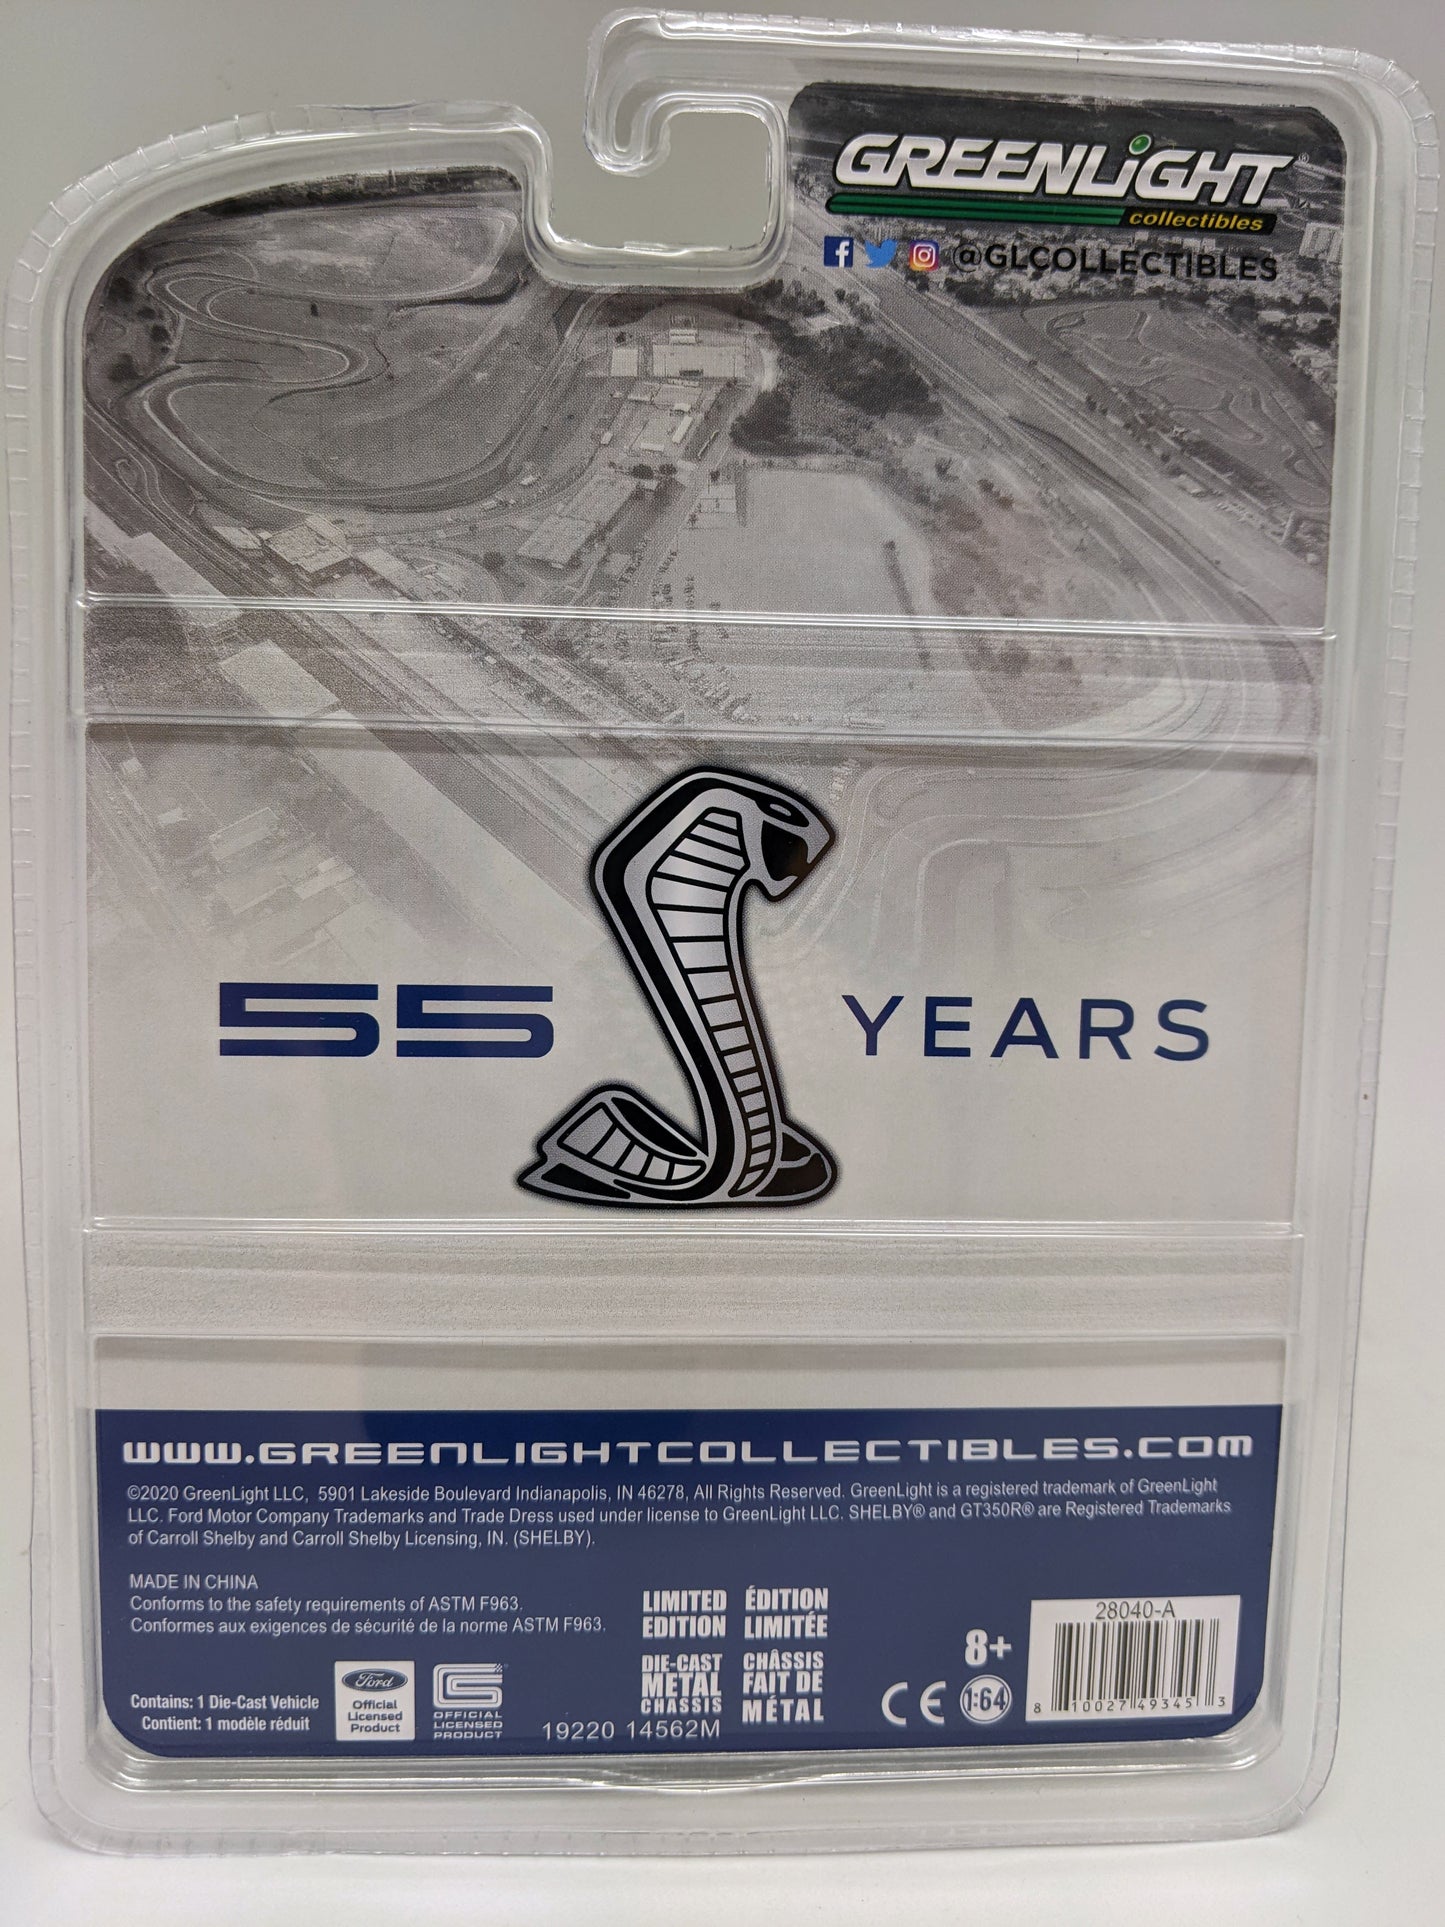 GREENLiGHT®
collectibles
@GLCOLLECTIBLES
55 YEARS
www.GREENLIGHTCOLLECTIBLES.COM
©2020 GreenLight LLC, 5901 Lakeside Boulevard Indianapolis, IN 46278, All Rights Reserved. GreenLight is a registered trademark of GreenLight
LLC. Ford Motor Company Trademarks and Trade Dress used under license to GreenLight LLC. SHELBY® and GT350R® are Registered Trademarks
of Carroll Shelby and Carroll Shelby Licensing, IN. (SHELBY).
MADE IN CHINA
Conforms to the safety requirements of ASTM F963.
Conformes aux exigences de sécurité de la norme ASTM F963.
Contains: 1 Die-Cast Vehicle
Contient: 1 modèle réduit
Ford
Official
Licensed
Product
CS
OFFICIAL
LICENSED
PRODUCT
LIMITED
EDITION
ÉDITION
LIMITÉE
DIE-CAST
METAL
CHASSIS
CHÂSSIS
FAIT DE
MÉTAL
19220 14562M
8+
CE
1:64
28040-A
8 10027 49345 3